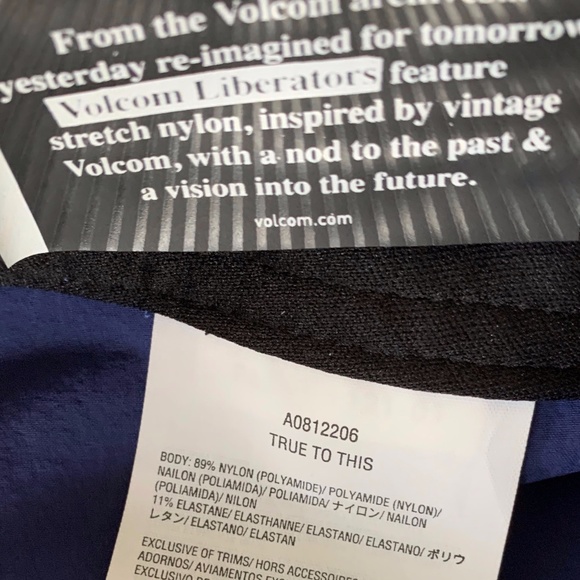 From the Volcom
yesterday re-imagined for tomorrow
Volcom Liberators feature
stretch nylon, inspired by vintage
Volcom, with a nod to the past &
a vision into the future.
volcom.com
A0812206
TRUE TO THIS
BODY: 89% NYLON (POLYAMIDE)/ POLYAMIDE (NYLON)/
NAILON (POLIAMIDA)/ POLIAMIDA/ ナイロン/ NAILON
(POLIAMIDA)/ NILON
11% ELASTANE/ ELASTHANNE/ ELASTANO/ ELASTANO/ ポリウ
レタン/ ELASTANO/ ELASTAN
EXCLUSIVE OF TRIMS/ HORS ACCESSOIRES
ADORNOS/ AVIAMENTOS
EXCLUSIVO